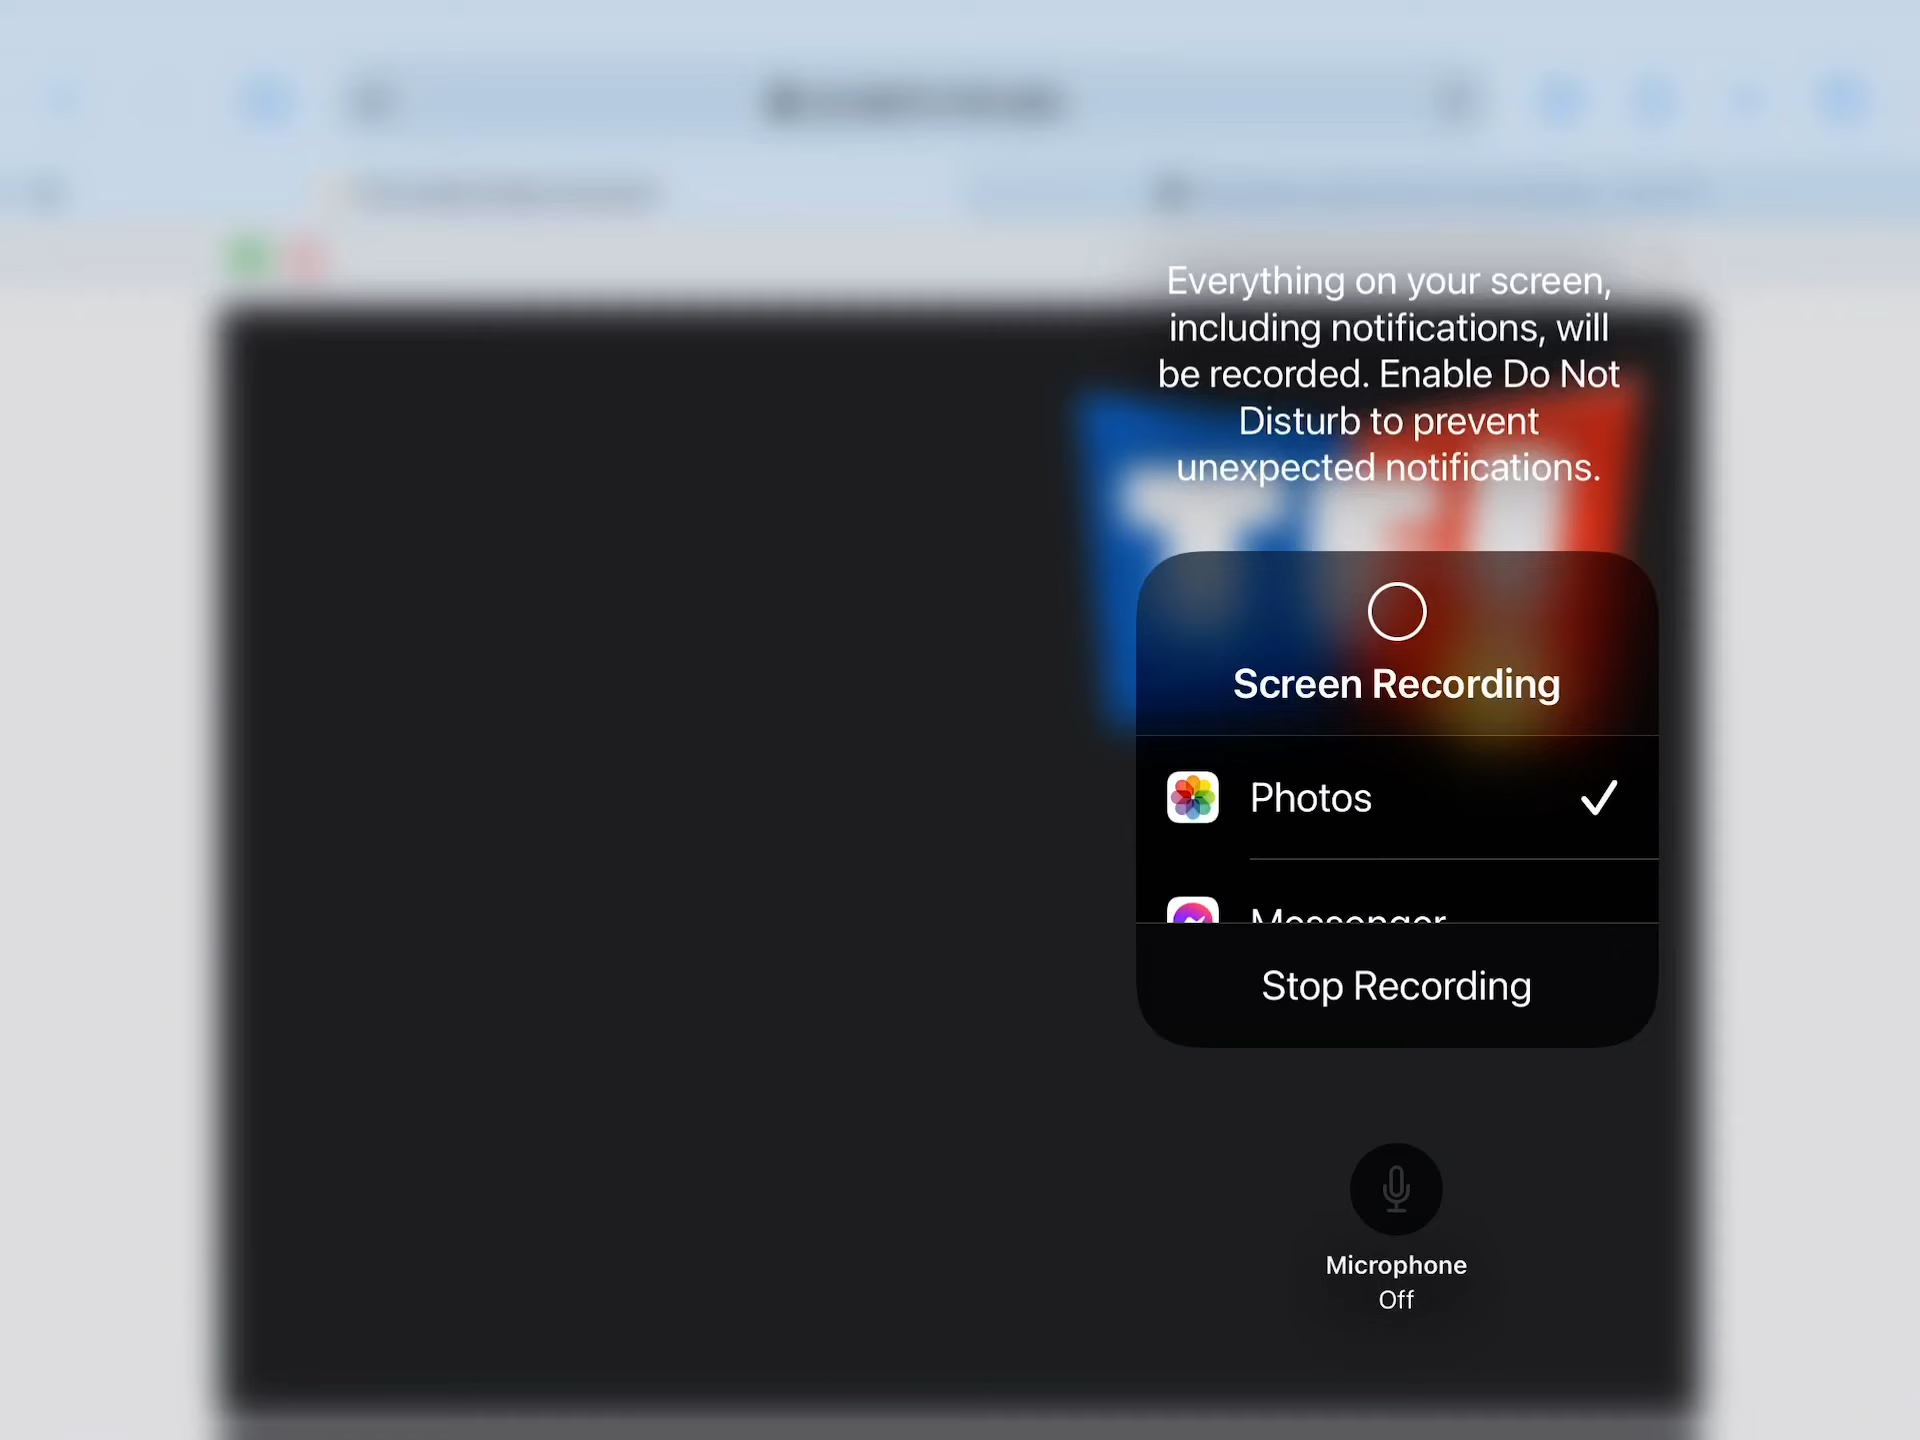 Everything on your screen,
including notifications, will
be recorded. Enable Do Not
Disturb to prevent
unexpected notifications.
Screen Recording
Photos
Messenger
Stop Recording
Microphone
Off